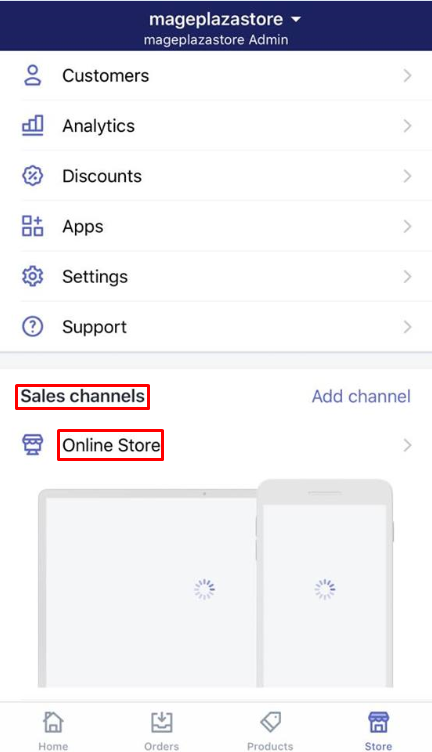 mageplazastore
mageplazastore Admin
Customers
Analytics
Discounts
Apps
Settings
Support
Sales channels Add channel
Online Store
Home Orders Products Store